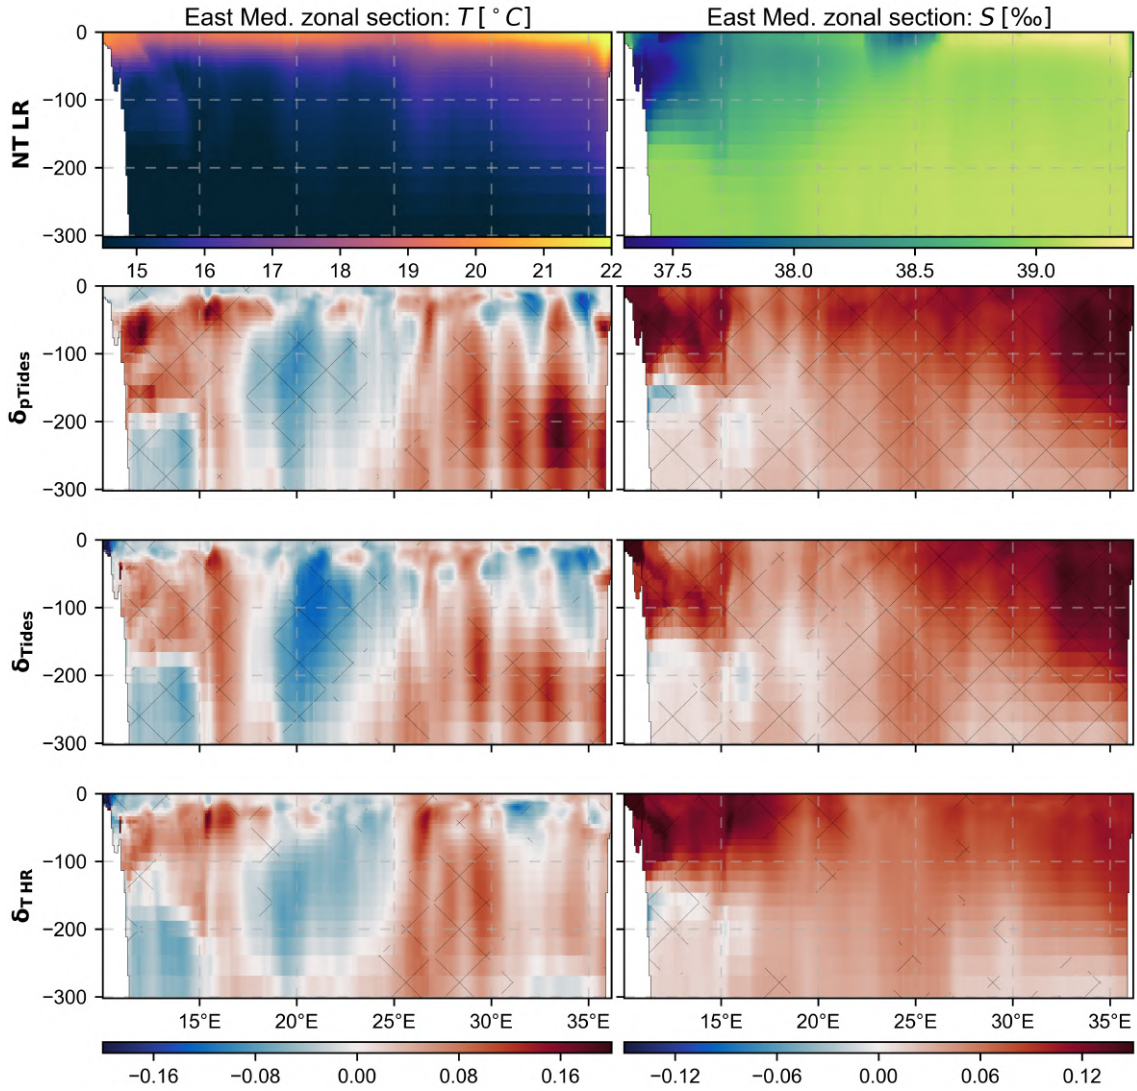 East Med. zonal section: T [°C]
East Med. zonal section: S [‰]
NT LR
0
−100
−200
−300
15 16 17 18 19 20 21 22
37.5 38.0 38.5 39.0
δpTides
0
−100
−200
−300
δTides
0
−100
−200
−300
δT HR
0
−100
−200
−300
15°E 20°E 25°E 30°E 35°E
15°E 20°E 25°E 30°E 35°E
−0.16 −0.08 0.00 0.08 0.16
−0.12 −0.06 0.00 0.06 0.12